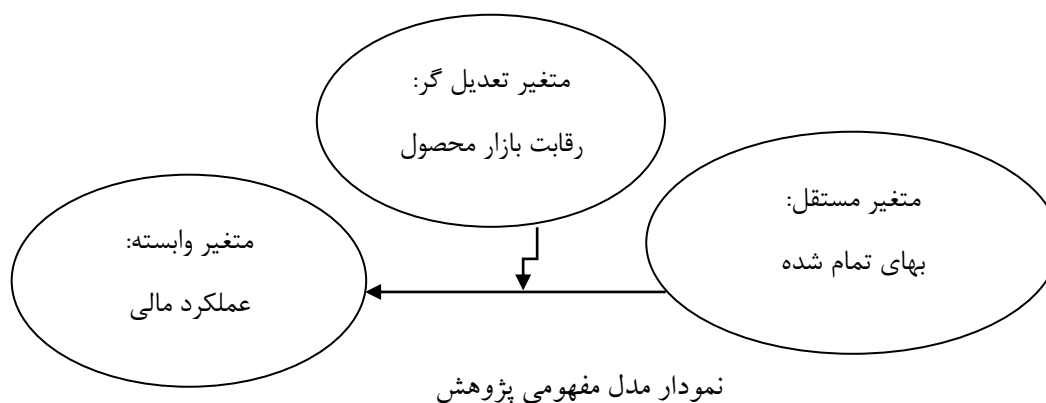 متغیر تعدیل گر:
رقابت بازار محصول
متغیر مستقل:
بهای تمام شده
متغیر وابسته:
عملکرد مالی
نمودار مدل مفهومی پژوهش